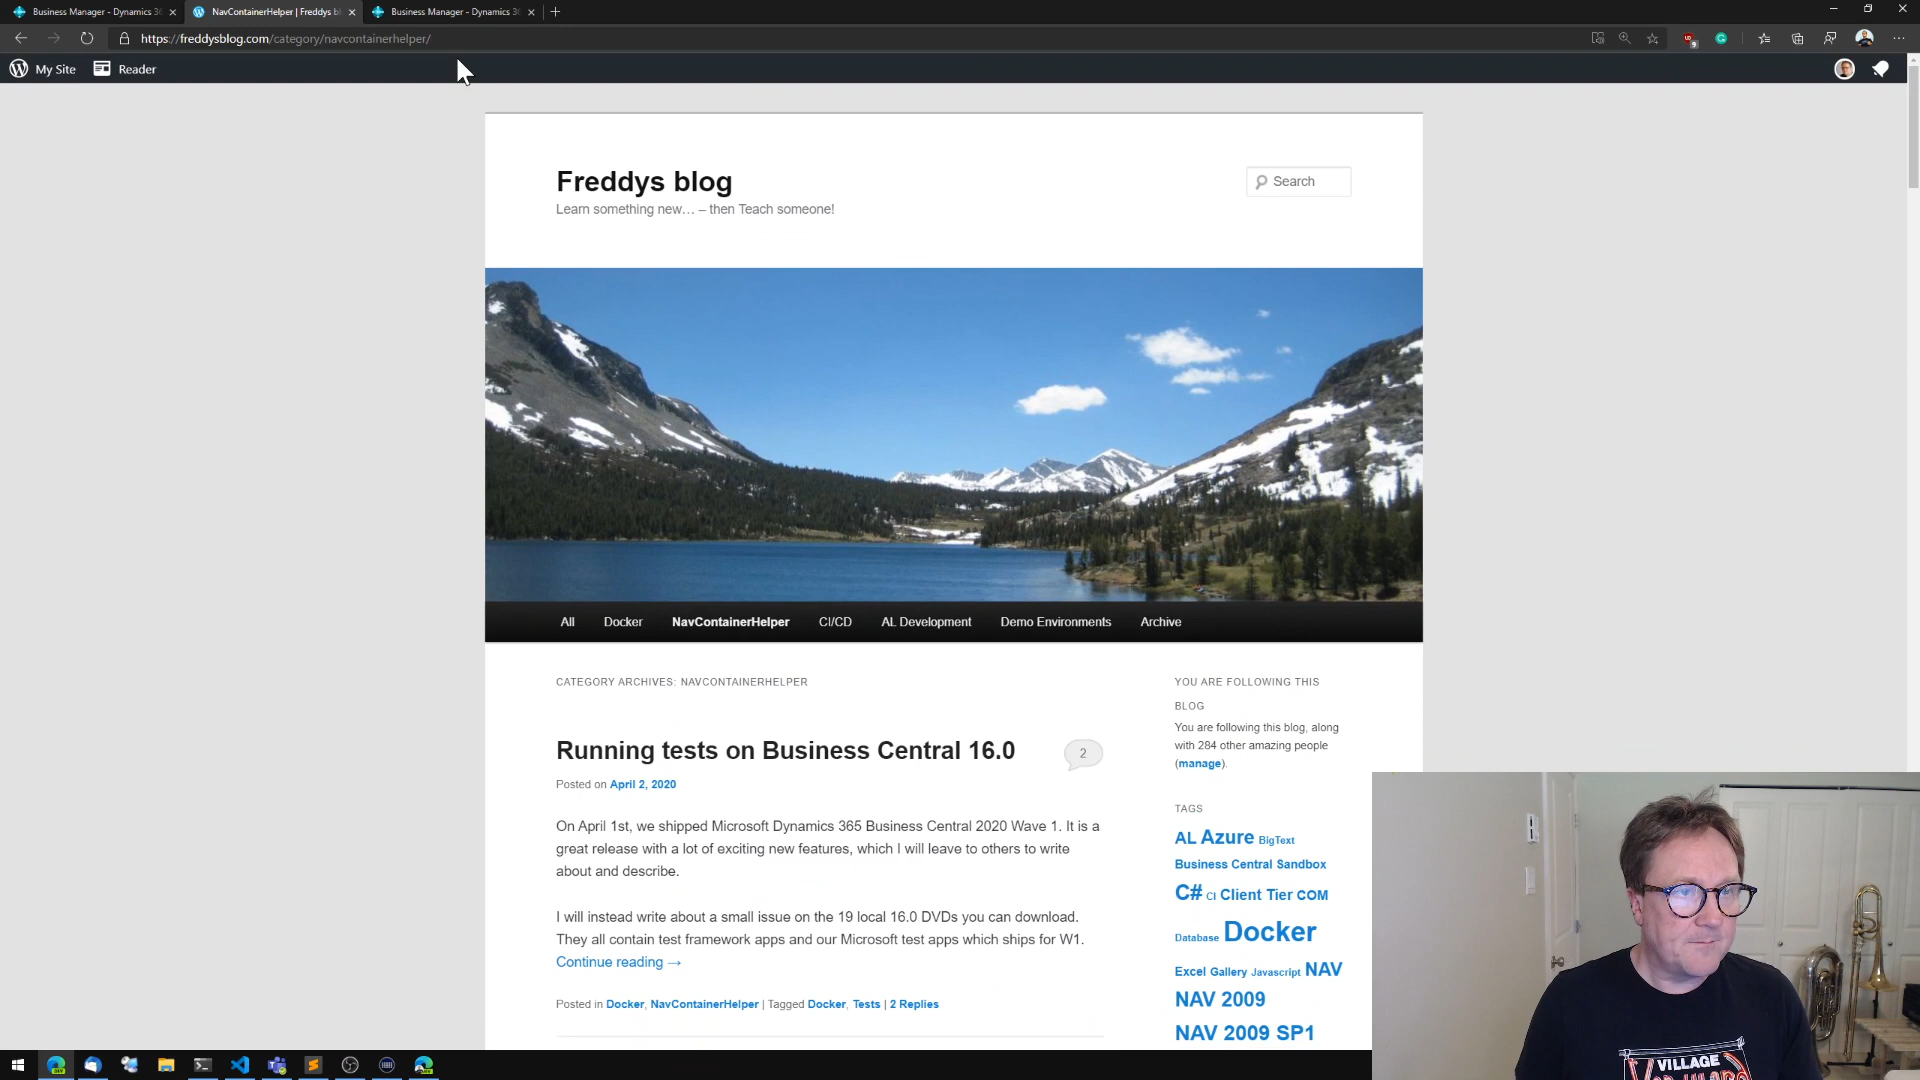 Business Manager - Dynamics 36
NavContainerHelper | Freddys bl
Business Manager - Dynamics 36
https://freddysblog.com/category/navcontainerhelper/
9
My Site
Reader
Freddys blog
Search
Learn something new… – then Teach someone!
All
Docker
NavContainerHelper
CI/CD
AL Development
Demo Environments
Archive
CATEGORY ARCHIVES: NAVCONTAINERHELPER
Running tests on Business Central 16.0
2
Posted on April 2, 2020
On April 1st, we shipped Microsoft Dynamics 365 Business Central 2020 Wave 1. It is a
great release with a lot of exciting new features, which I will leave to others to write
about and describe.
I will instead write about a small issue on the 19 local 16.0 DVDs you can download.
They all contain test framework apps and our Microsoft test apps which ships for W1.
Continue reading →
Posted in Docker, NavContainerHelper | Tagged Docker, Tests | 2 Replies
YOU ARE FOLLOWING THIS
BLOG
You are following this blog, along
with 284 other amazing people
(manage).
TAGS
AL Azure BigText
Business Central Sandbox
C# CI Client Tier COM
Database Docker
Excel Gallery Javascript NAV
NAV 2009
NAV 2009 SP1
VILLAGE